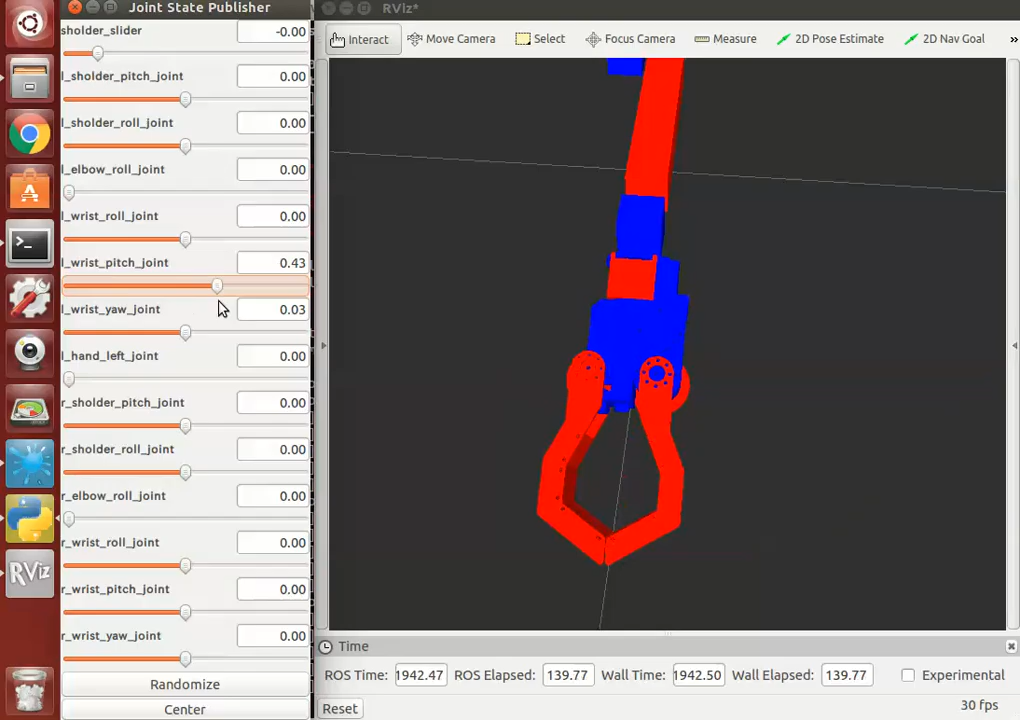 Joint State Publisher
sholder_slider -0.00
l_sholder_pitch_joint 0.00
l_sholder_roll_joint 0.00
l_elbow_roll_joint 0.00
l_wrist_roll_joint 0.00
l_wrist_pitch_joint 0.43
l_wrist_yaw_joint 0.03
l_hand_left_joint 0.00
r_sholder_pitch_joint 0.00
r_sholder_roll_joint 0.00
r_elbow_roll_joint 0.00
r_wrist_roll_joint 0.00
r_wrist_pitch_joint 0.00
r_wrist_yaw_joint 0.00
Randomize
Center
RViz*
Interact Move Camera Select Focus Camera Measure 2D Pose Estimate 2D Nav Goal »
Time
ROS Time: 1942.47 ROS Elapsed: 139.77 Wall Time: 1942.50 Wall Elapsed: 139.77 Experimental
Reset 30 fps
RViz